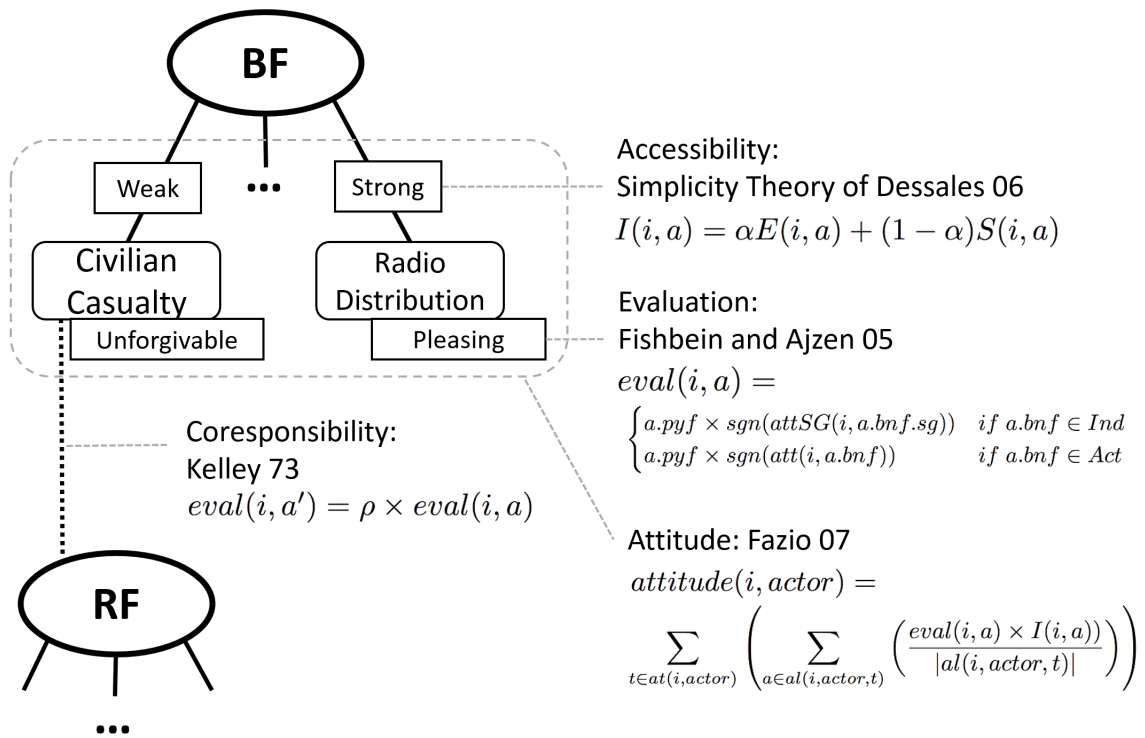 BF
Weak
...
Strong
Civilian
Casualty
Unforgivable
Radio
Distribution
Pleasing
Accessibility:
Simplicity Theory of Dessales 06
I(i, a) = αE(i, a) + (1 − α)S(i, a)
Evaluation:
Fishbein and Ajzen 05
eval(i, a) =
{ a.pyf × sgn(attSG(i, a.bnf.sg)) if a.bnf ∈ Ind
a.pyf × sgn(att(i, a.bnf)) if a.bnf ∈ Act
Coresponsibility:
Kelley 73
eval(i, a′) = ρ × eval(i, a)
Attitude: Fazio 07
attitude(i, actor) =
∑ t∈at(i,actor) ( ∑ a∈al(i,actor,t) ( eval(i, a) × I(i, a)) / |al(i, actor, t)| ) )
RF
...